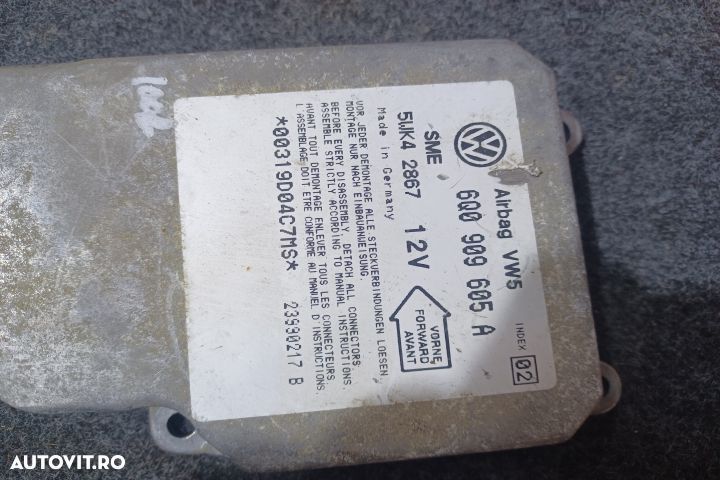 Airbag VW5
6Q0 909 605 A
INDEX
02
SME
5WK4 2867 12V
Made in Germany
VORNE
FORWARD
AVANT
VOR JEDER DEMONTAGE ALLE STECKVERBINDUNGEN LOESEN
MONTAGE NUR NACH EINBAUANWEISUNG.
BEFORE EVERY DISASSEMBLY DETACH ALL CONNECTORS
ASSEMBLE STRICTLY ACCORDING TO MANUAL INSTRUCTIONS.
AVANT TOUT DEMONTAGE ENLEVER TOUS LES CONNECTEURS
L'ASSEMBLAGE DOIT ETRE CONFORME AU MANUEL D'INSTRUCTIONS.
*00319D04C7MS*
23990217 B
AUTOVIT.RO